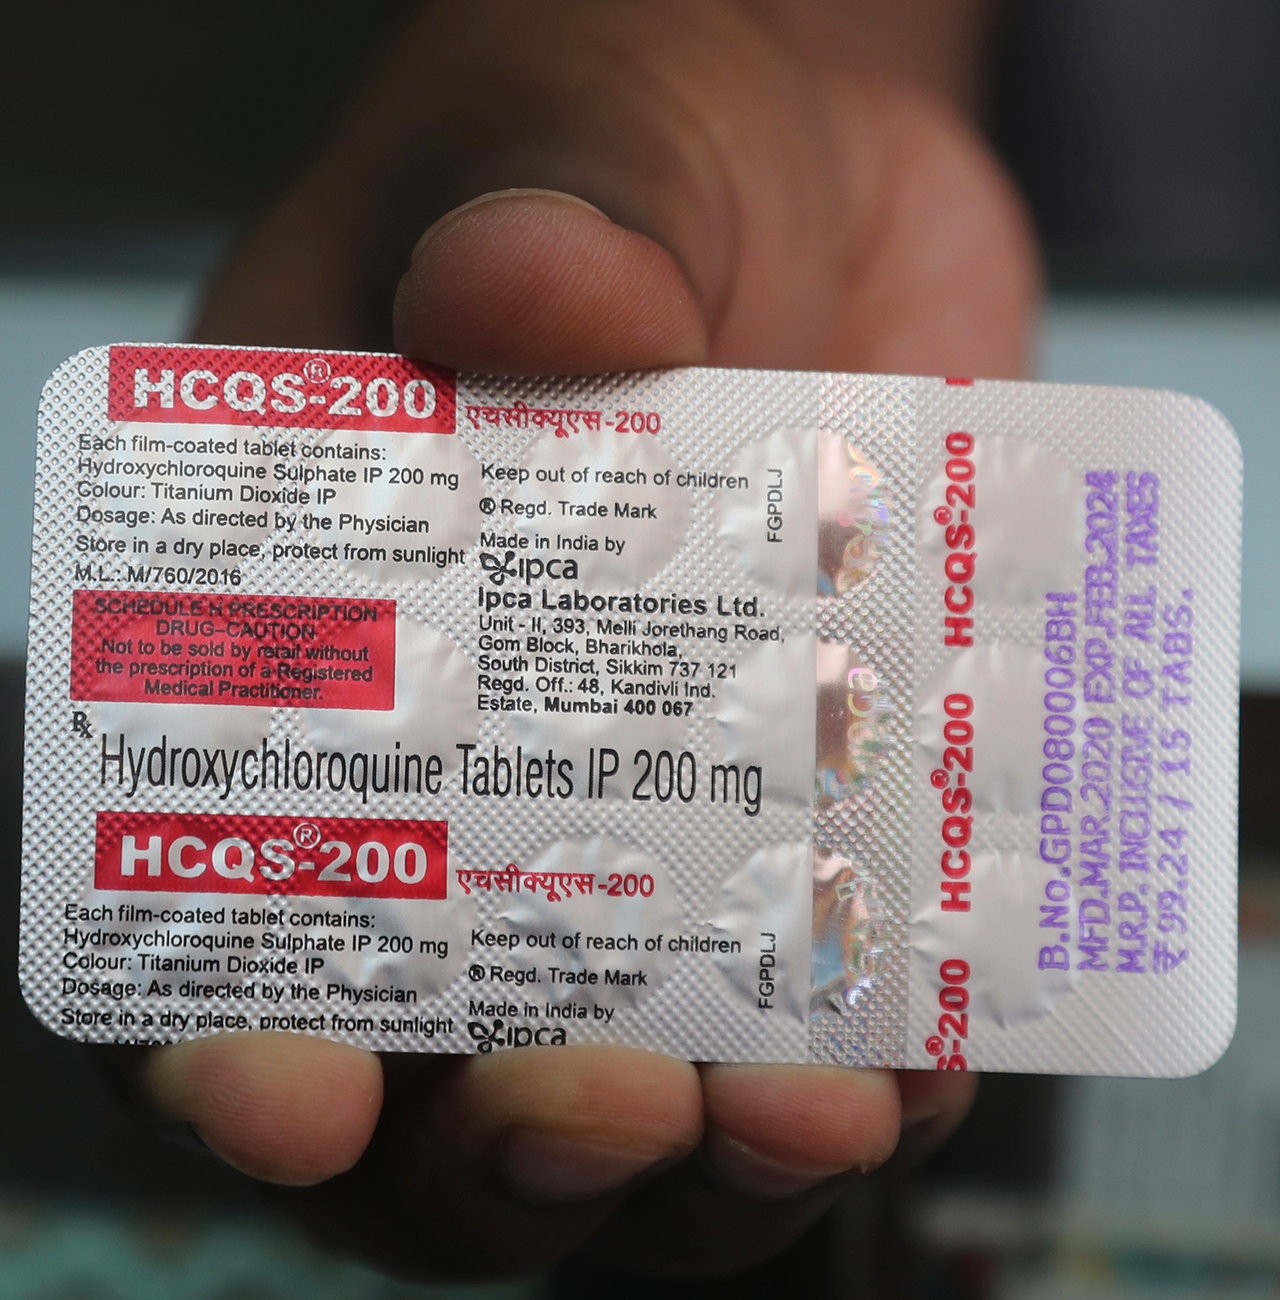 HCQS®-200
एचसीक्यूएस-200
Each film-coated tablet contains:
Hydroxychloroquine Sulphate IP 200 mg
Colour: Titanium Dioxide IP
Dosage: As directed by the Physician
Store in a dry place, protect from sunlight
M.L.: M/760/2016
SCHEDULE H PRESCRIPTION
DRUG-CAUTION
Not to be sold by retail without
the prescription of a Registered
Medical Practitioner.
Keep out of reach of children
® Regd. Trade Mark
Made in India by
ipca
Ipca Laboratories Ltd.
Unit - II, 393, Melli Jorethang Road,
Gom Block, Bharikhola,
South District, Sikkim 737 121
Regd. Off.: 48, Kandivli Ind.
Estate, Mumbai 400 067
FGPDLJ
Rx
Hydroxychloroquine Tablets IP 200 mg
HCQS®-200
एचसीक्यूएस-200
Each film-coated tablet contains:
Hydroxychloroquine Sulphate IP 200 mg
Colour: Titanium Dioxide IP
Dosage: As directed by the Physician
Store in a dry place, protect from sunlight
Keep out of reach of children
® Regd. Trade Mark
Made in India by
ipca
FGPDLJ
HCQS®-200
HCQS®-200
S®-200
B.No.GPD080006BH
MFD.MAR.2020 EXP.FEB.2024
M.R.P. INCLUSIVE OF ALL TAXES
₹ 99.24 / 15 TABS.